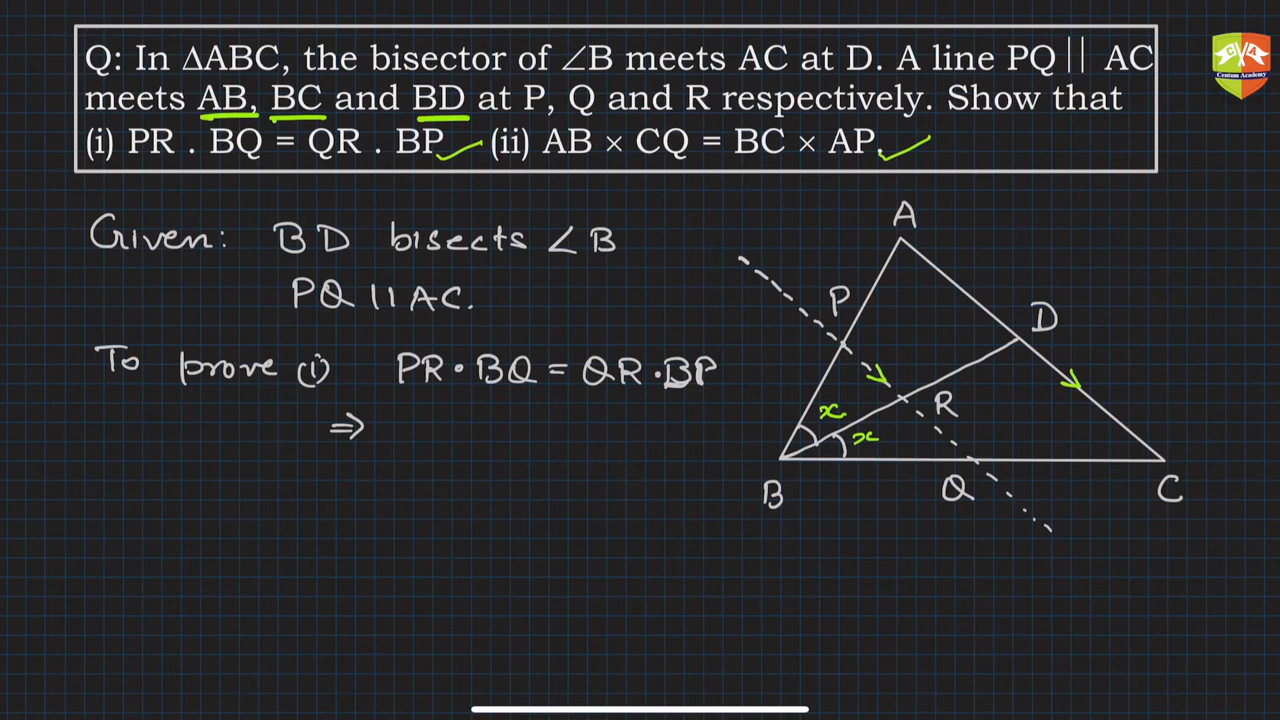 Q: In ΔABC, the bisector of ∠B meets AC at D. A line PQ || AC
meets AB, BC and BD at P, Q and R respectively. Show that
(i) PR . BQ = QR . BP (ii) AB × CQ = BC × AP.
C A
Centum Academy
Given: BD bisects ∠B
PQ || AC.
To prove (i) PR · BQ = QR · BP
⇒
A
P
D
x
R
x
B
Q
C